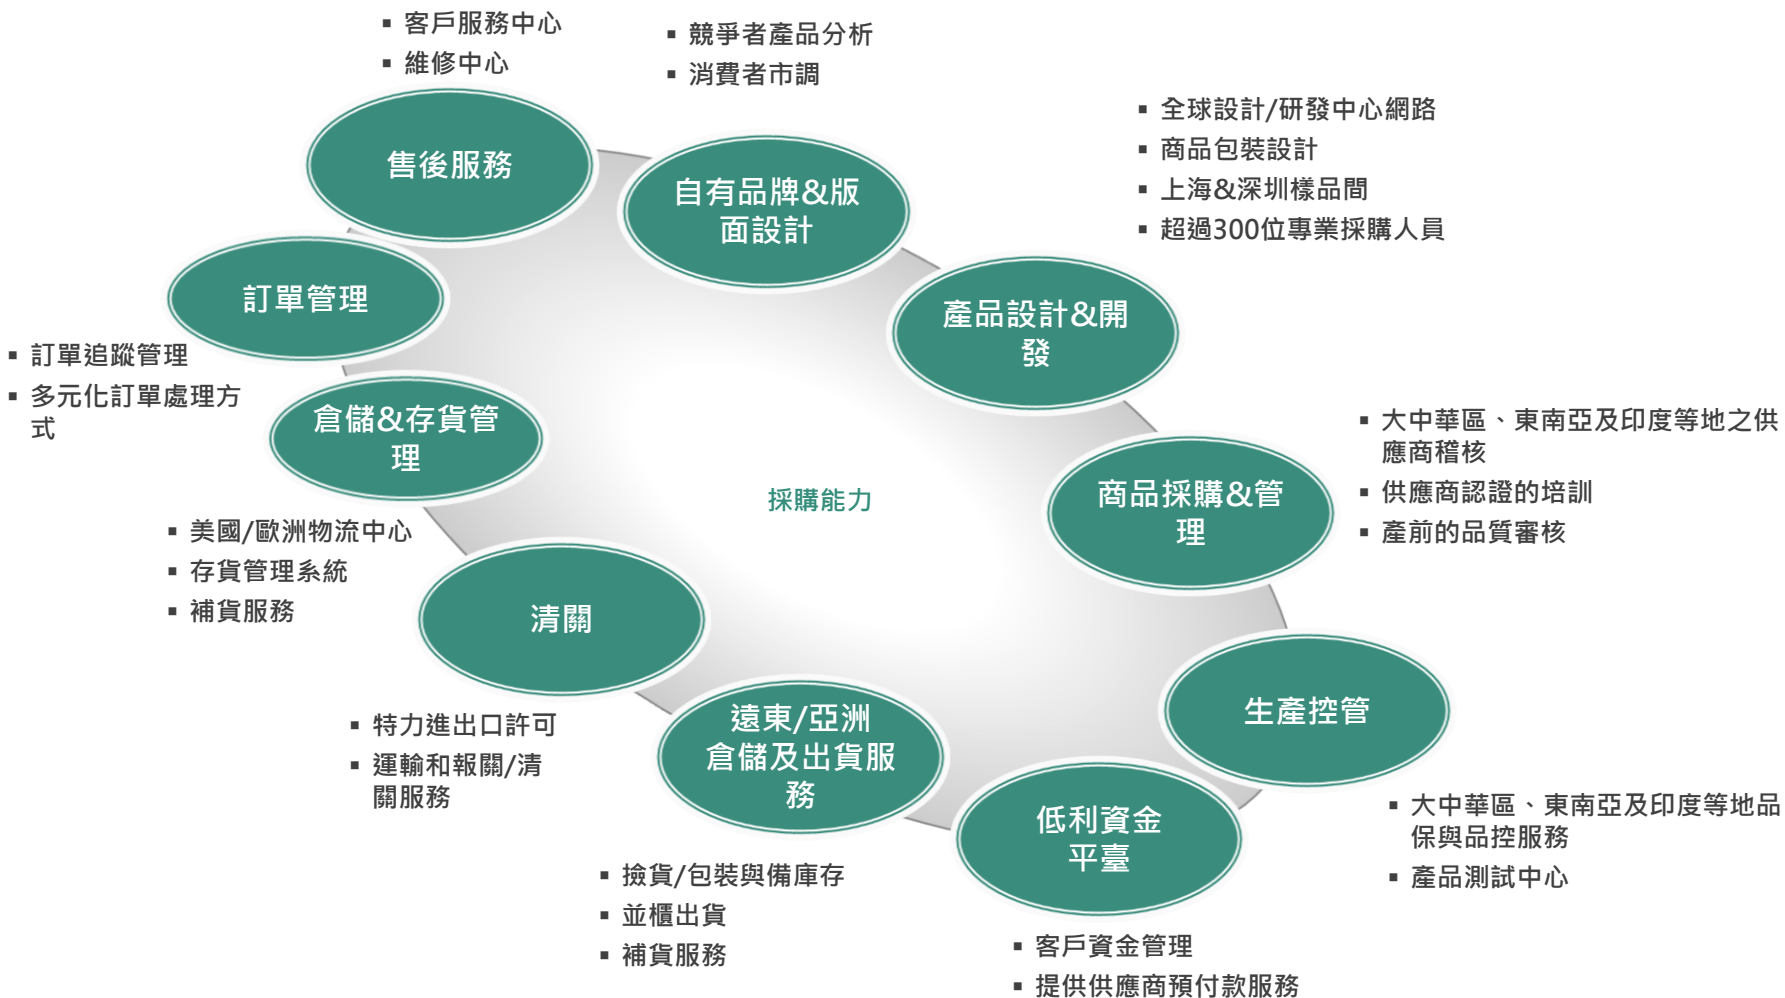 客戶服務中心
維修中心
競爭者產品分析
消費者市調
全球設計/研發中心網路
商品包裝設計
上海&深圳樣品間
超過300位專業採購人員
售後服務
自有品牌&版
面設計
訂單管理
產品設計&開
發
訂單追蹤管理
多元化訂單處理方
式
倉儲&存貨管
理
大中華區、東南亞及印度等地之供
應商稽核
供應商認證的培訓
產前的品質審核
採購能力
商品採購&管
理
美國/歐洲物流中心
存貨管理系統
補貨服務
清關
生產控管
特力進出口許可
運輸和報關/清
關服務
遠東/亞洲
倉儲及出貨服
務
低利資金
平臺
大中華區、東南亞及印度等地品
保與品控服務
產品測試中心
撿貨/包裝與備庫存
並櫃出貨
補貨服務
客戶資金管理
提供供應商預付款服務